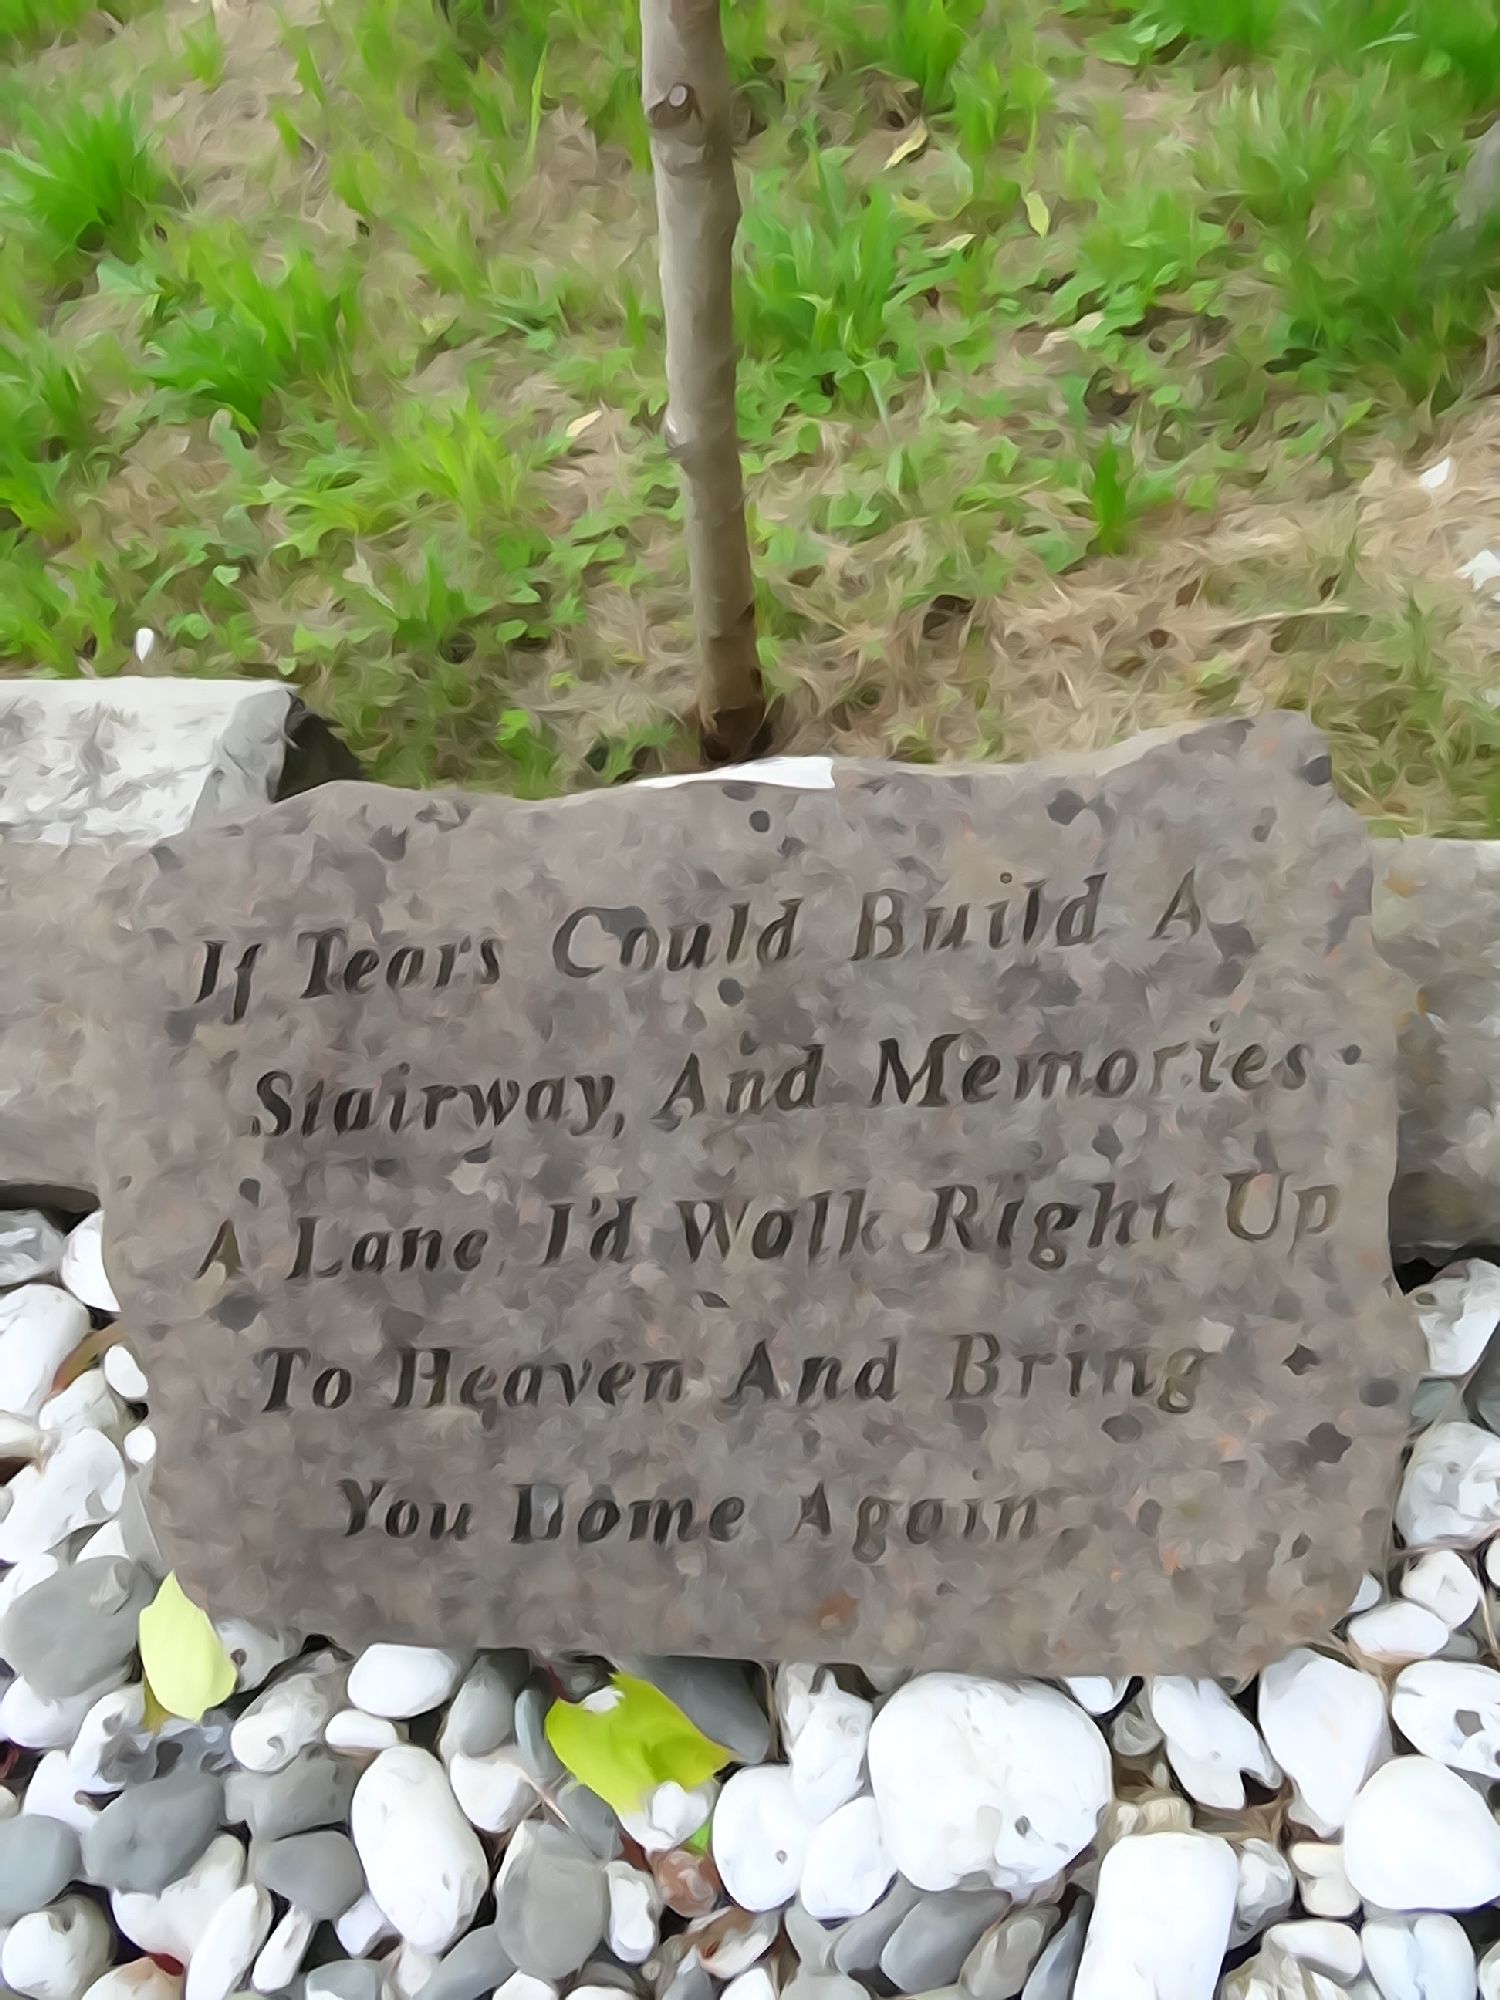 If Tears Could Build A
Stairway, And Memories
A Lane, I'd Walk Right Up
To Heaven And Bring
You Home Again